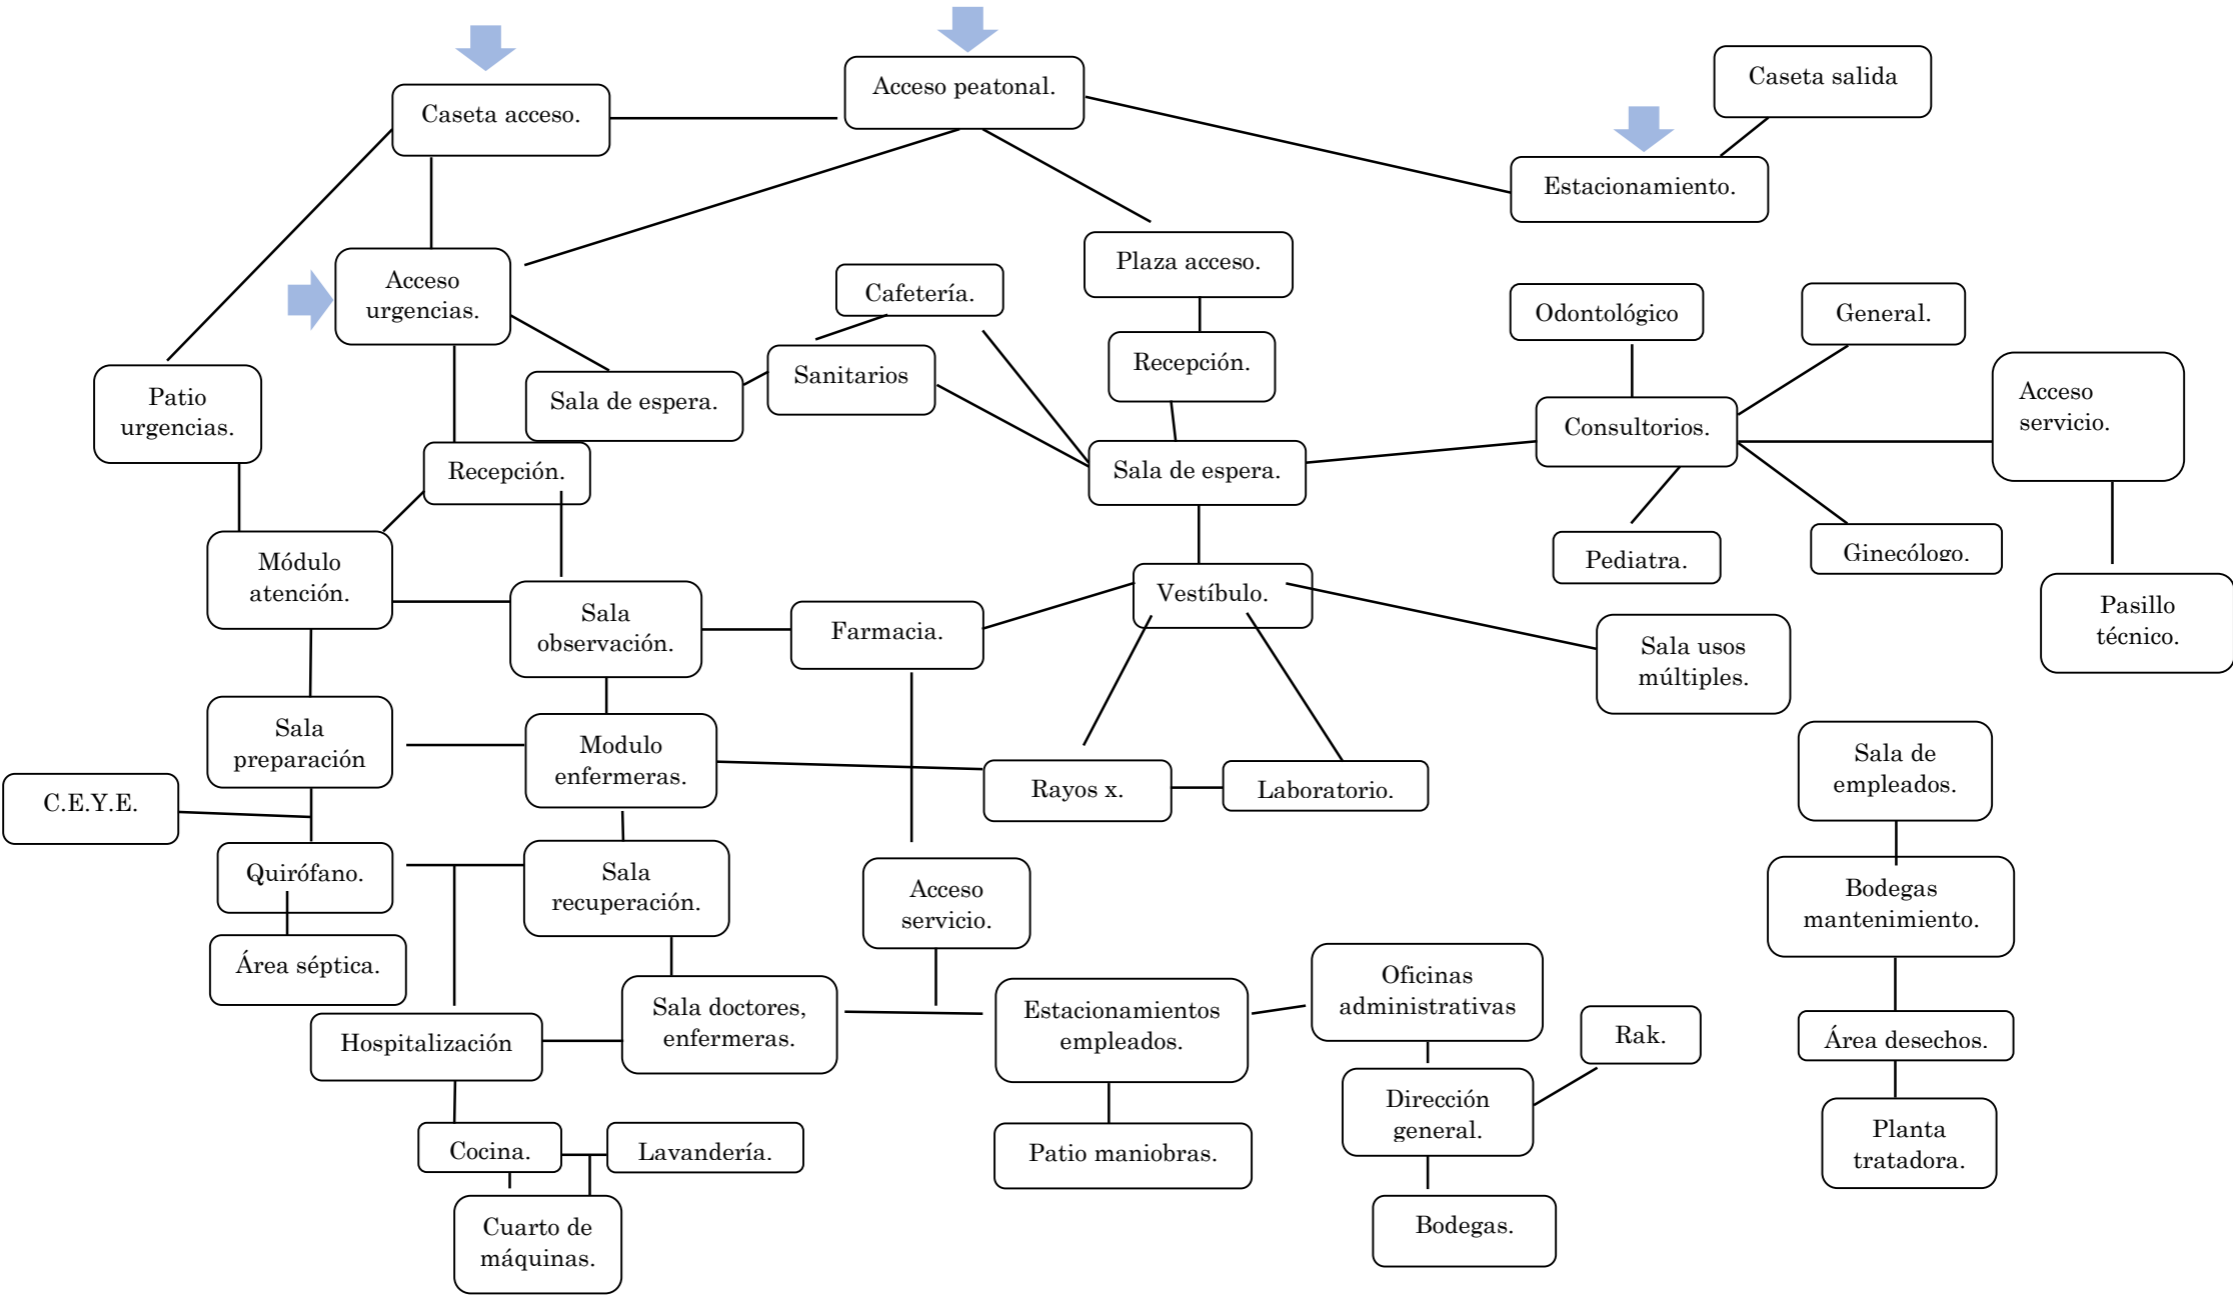 Acceso peatonal.
Caseta salida
Caseta acceso.
Estacionamiento.
Plaza acceso.
Acceso
urgencias.
Cafetería.
Odontológico
General.
Recepción.
Sanitarios
Acceso
servicio.
Patio
urgencias.
Sala de espera.
Consultorios.
Recepción.
Sala de espera.
Módulo
atención.
Pediatra.
Ginecólogo.
Vestíbulo.
Sala
observación.
Farmacia.
Pasillo
técnico.
Sala usos
múltiples.
Sala
preparación
Modulo
enfermeras.
Sala de
empleados.
Rayos x.
Laboratorio.
C.E.Y.E.
Quirófano.
Sala
recuperación.
Acceso
servicio.
Bodegas
mantenimiento.
Área séptica.
Oficinas
administrativas
Sala doctores,
enfermeras.
Estacionamientos
empleados.
Rak.
Área desechos.
Hospitalización
Dirección
general.
Planta
tratadora.
Cocina.
Lavandería.
Patio maniobras.
Cuarto de
máquinas.
Bodegas.